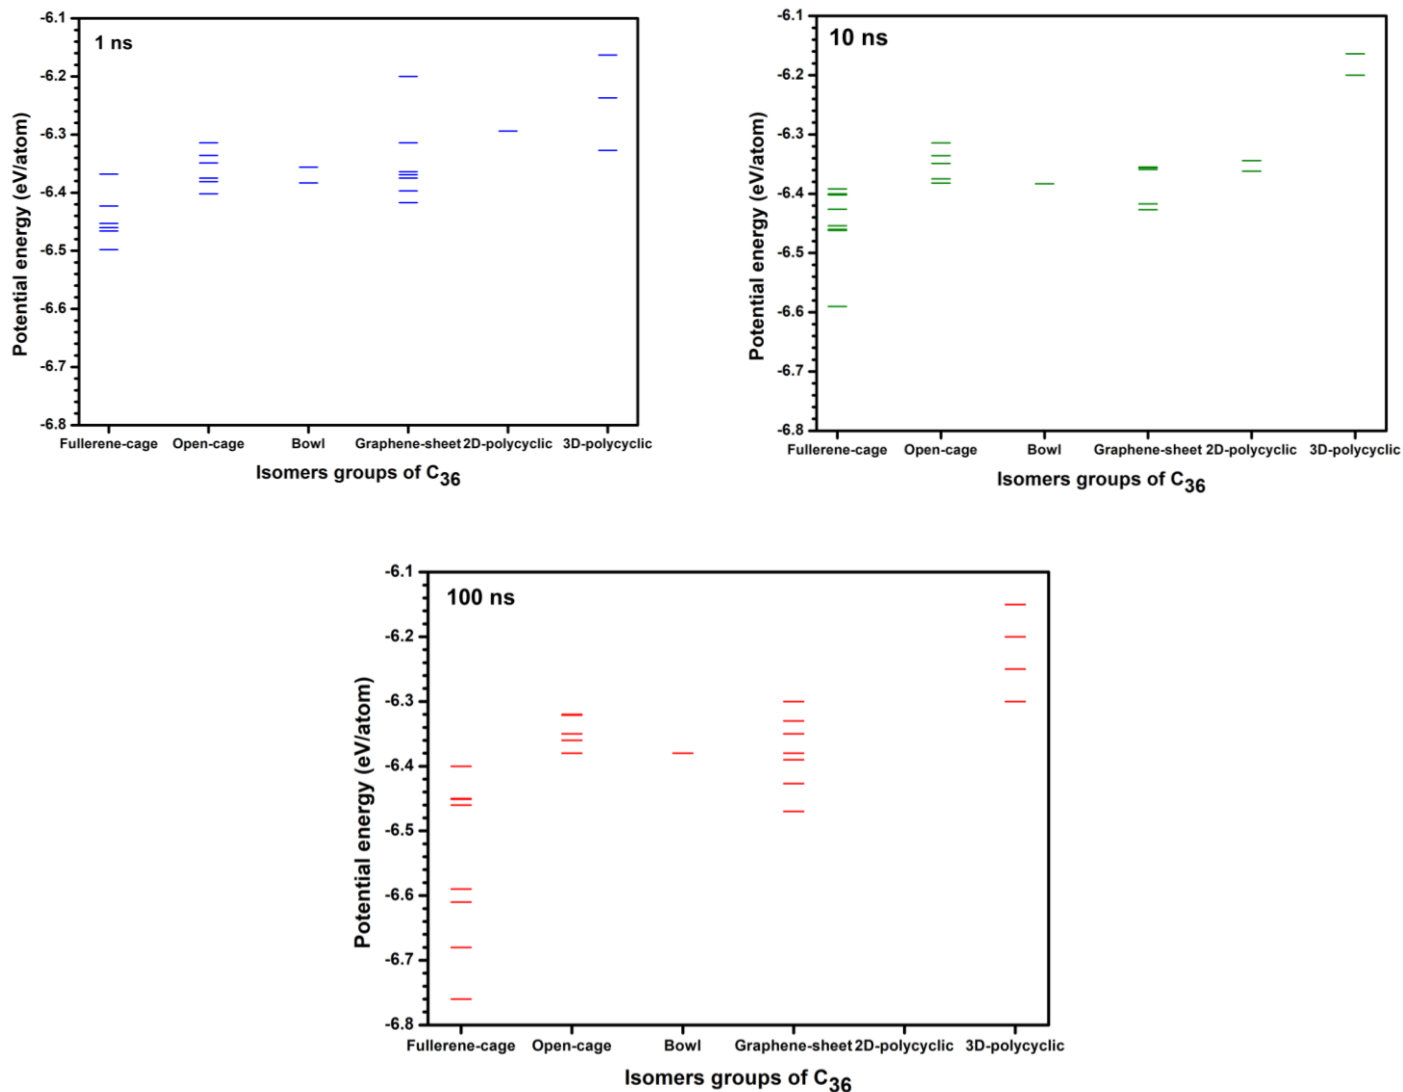 1 ns
Potential energy (eV/atom)
-6.1
-6.2
-6.3
-6.4
-6.5
-6.6
-6.7
-6.8
Fullerene-cage Open-cage Bowl Graphene-sheet 2D-polycyclic 3D-polycyclic
Isomers groups of C36
10 ns
Potential energy (eV/atom)
-6.1
-6.2
-6.3
-6.4
-6.5
-6.6
-6.7
-6.8
Fullerene-cage Open-cage Bowl Graphene-sheet 2D-polycyclic 3D-polycyclic
Isomers groups of C36
100 ns
Potential energy (eV/atom)
-6.1
-6.2
-6.3
-6.4
-6.5
-6.6
-6.7
-6.8
Fullerene-cage Open-cage Bowl Graphene-sheet 2D-polycyclic 3D-polycyclic
Isomers groups of C36